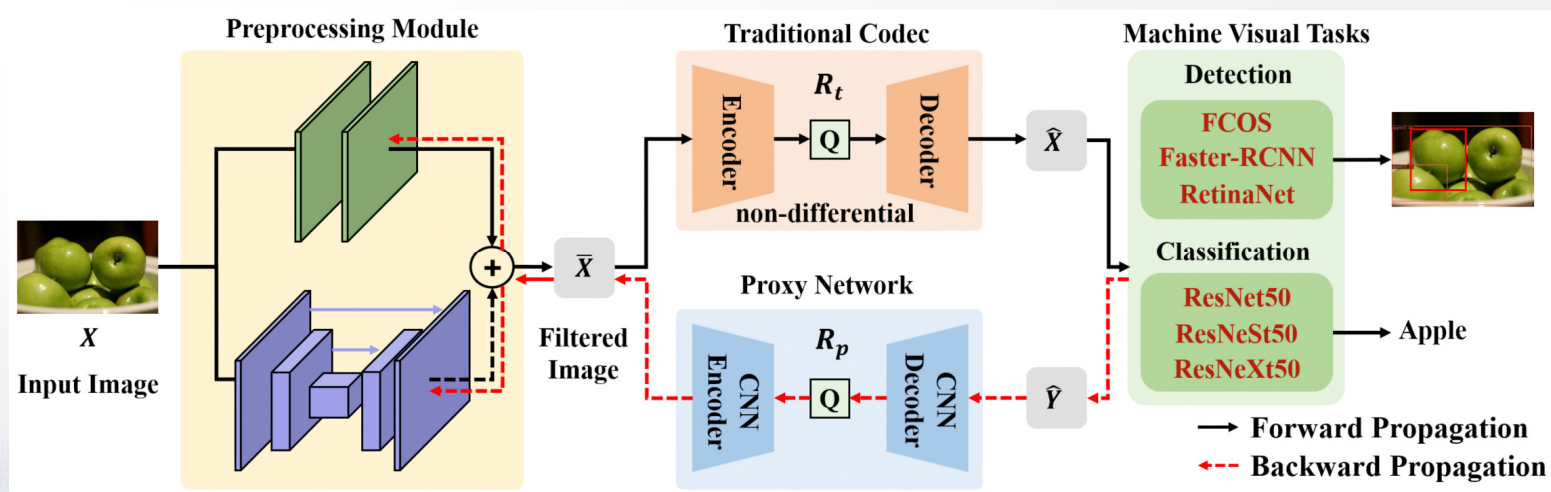 Preprocessing Module
Traditional Codec
Machine Visual Tasks
Detection
FCOS
Faster-RCNN
RetinaNet
Encoder
R_t
Q
Decoder
non-differential
X̂
X̄
+
X
Input Image
Filtered
Image
Proxy Network
CNN
Encoder
R_p
Q
CNN
Decoder
Ŷ
Classification
ResNet50
ResNeSt50
ResNeXt50
Apple
Forward Propagation
Backward Propagation